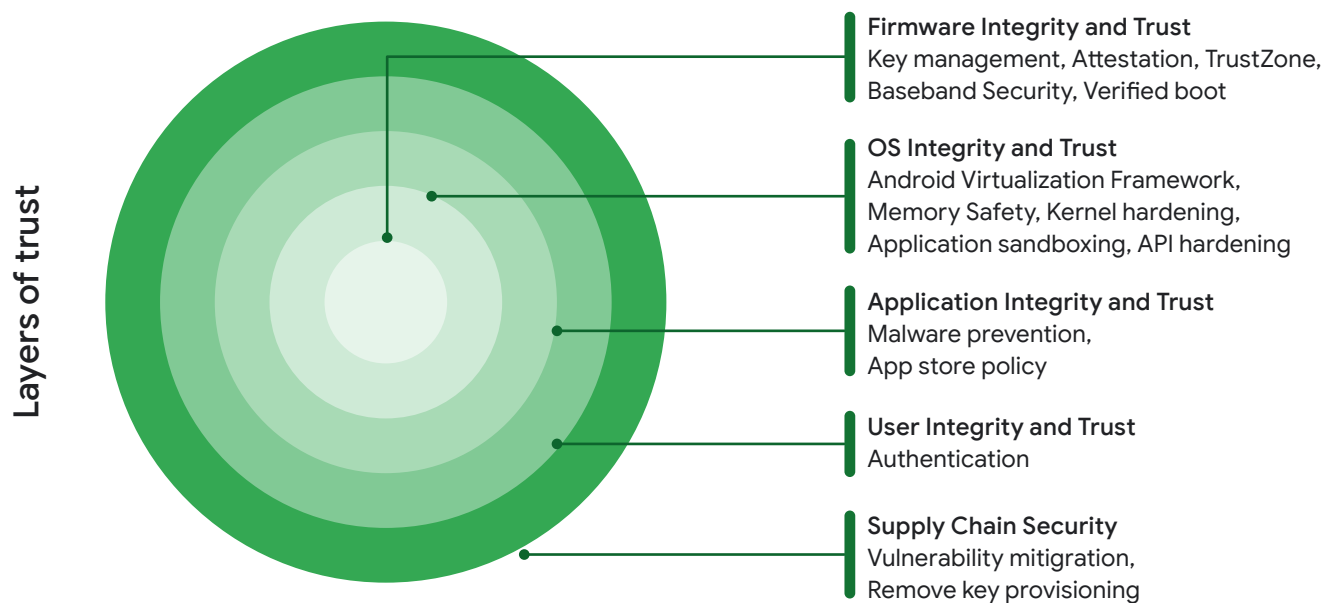 Layers of trust
Firmware Integrity and Trust
Key management, Attestation, TrustZone,
Baseband Security, Verified boot
OS Integrity and Trust
Android Virtualization Framework,
Memory Safety, Kernel hardening,
Application sandboxing, API hardening
Application Integrity and Trust
Malware prevention,
App store policy
User Integrity and Trust
Authentication
Supply Chain Security
Vulnerability mitigration,
Remove key provisioning